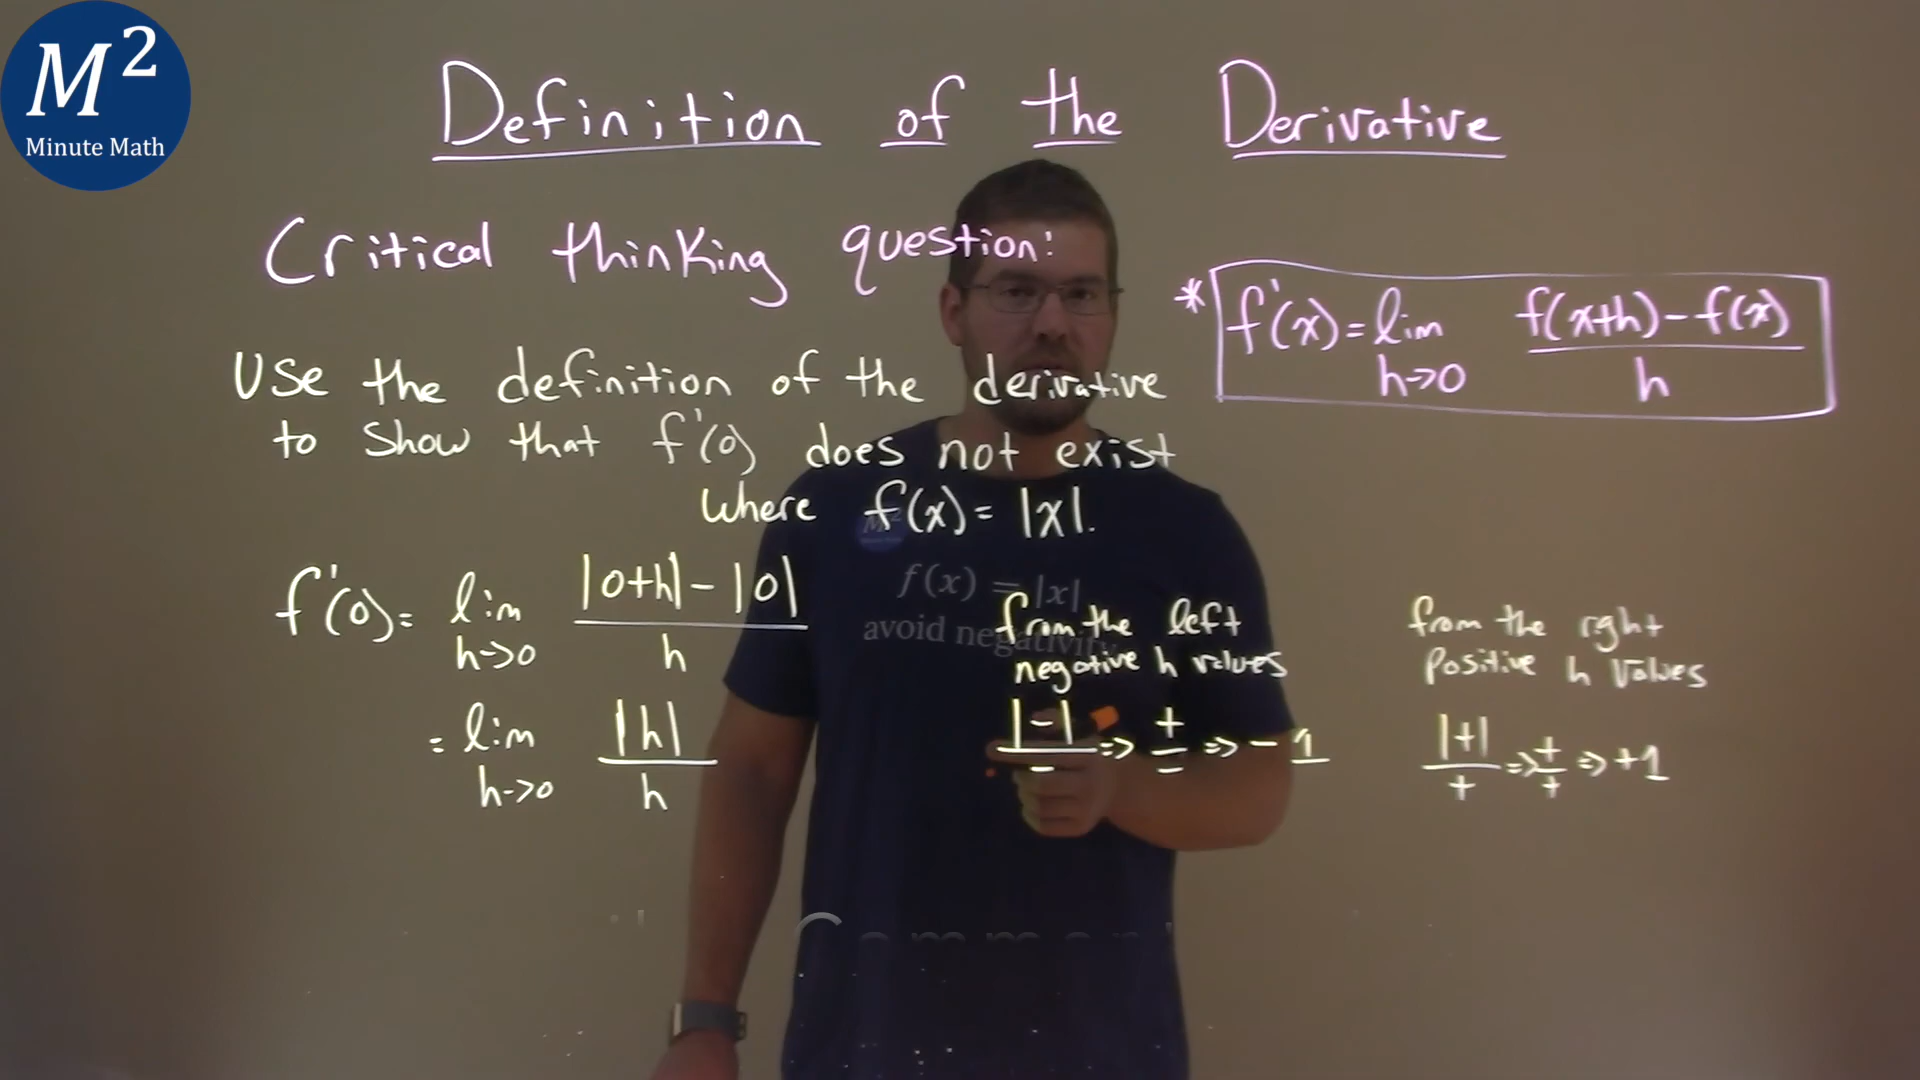 M²
Minute Math
Definition of the Derivative
Critical thinking question:
* f'(x) = lim h->0 f(x+h) - f(x) / h
Use the definition of the derivative
to show that f'(0) does not exist
where f(x) = |x|.
f(x) = |x|
avoid negativity
f'(0) = lim h->0 |0+h| - |0| / h
= lim h->0 |h| / h
from the left
negative h values
|-| / - => + / - => -1
from the right
positive h values
|+| / + => + / + => +1